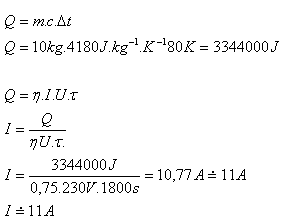 Q = m.c.Δt
Q = 10kg.4180J.kg⁻¹.K⁻¹80K = 3344000J
Q = η.I.U.τ
I = Q / ηU.τ.
I = 3344000J / 0,75.230V.1800s = 10,77A ≐ 11A
I ≐ 11A